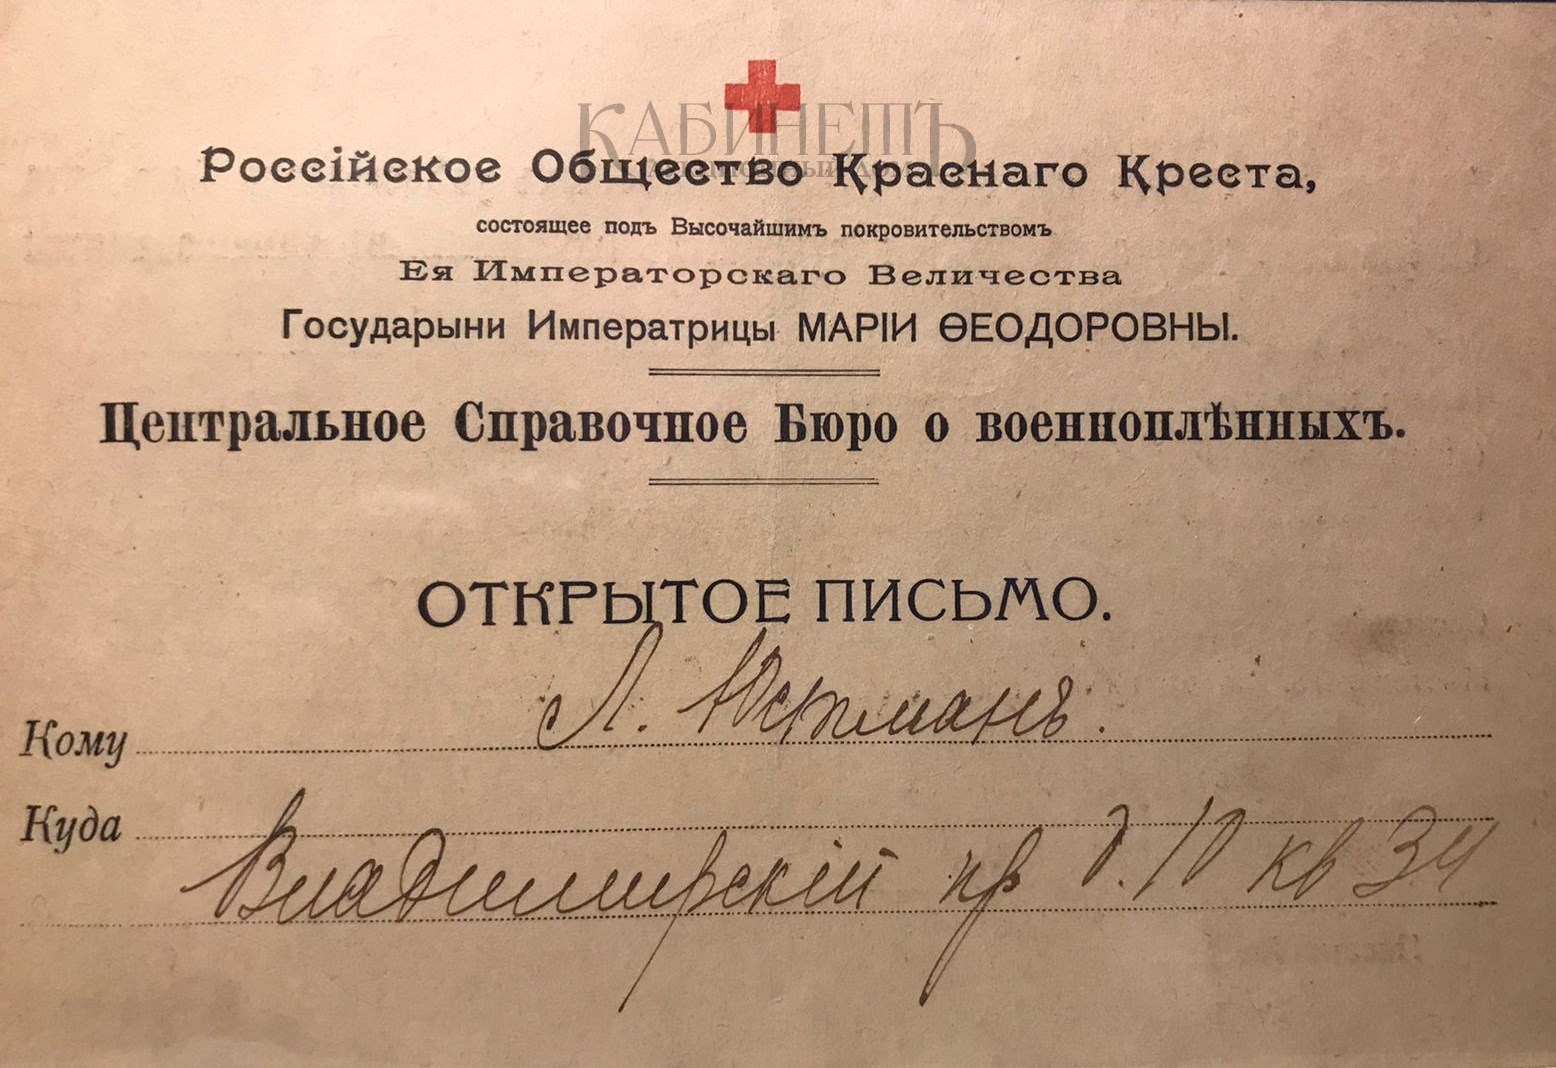 КАБИНЕТЪ
Россійское Общество Краснаго Креста,
состоящее подъ Высочайшимъ покровительствомъ
Ея Императорскаго Величества
Государыни Императрицы МАРІИ ѲЕОДОРОВНЫ.
Центральное Справочное Бюро о военноплѣнныхъ.
ОТКРЫТОЕ ПИСЬМО.
Кому Л. Юстманъ.
Куда
Владимирскій пр д. 10 кв 34